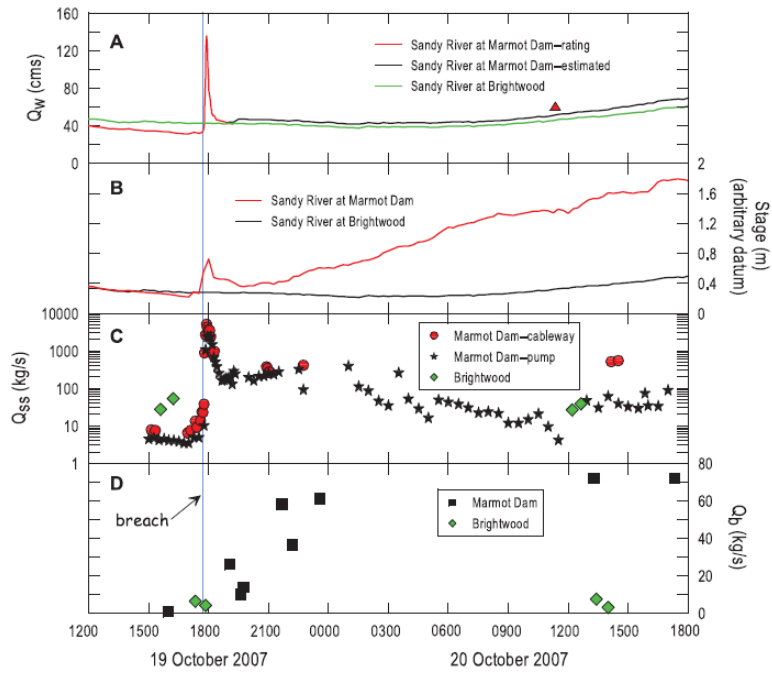 160
120
80
40
0
Q_W (cms)
A
Sandy River at Marmot Dam–rating
Sandy River at Marmot Dam–estimated
Sandy River at Brightwood
B
Sandy River at Marmot Dam
Sandy River at Brightwood
2
1.6
1.2
0.8
0.4
0
Stage (m)
(arbitrary datum)
10000
1000
100
10
1
Q_SS (kg/s)
C
Marmot Dam–cableway
Marmot Dam–pump
Brightwood
D
breach
Marmot Dam
Brightwood
80
60
40
20
0
Q_b (kg/s)
1200 1500 1800 2100 0000 0300 0600 0900 1200 1500 1800
19 October 2007 20 October 2007